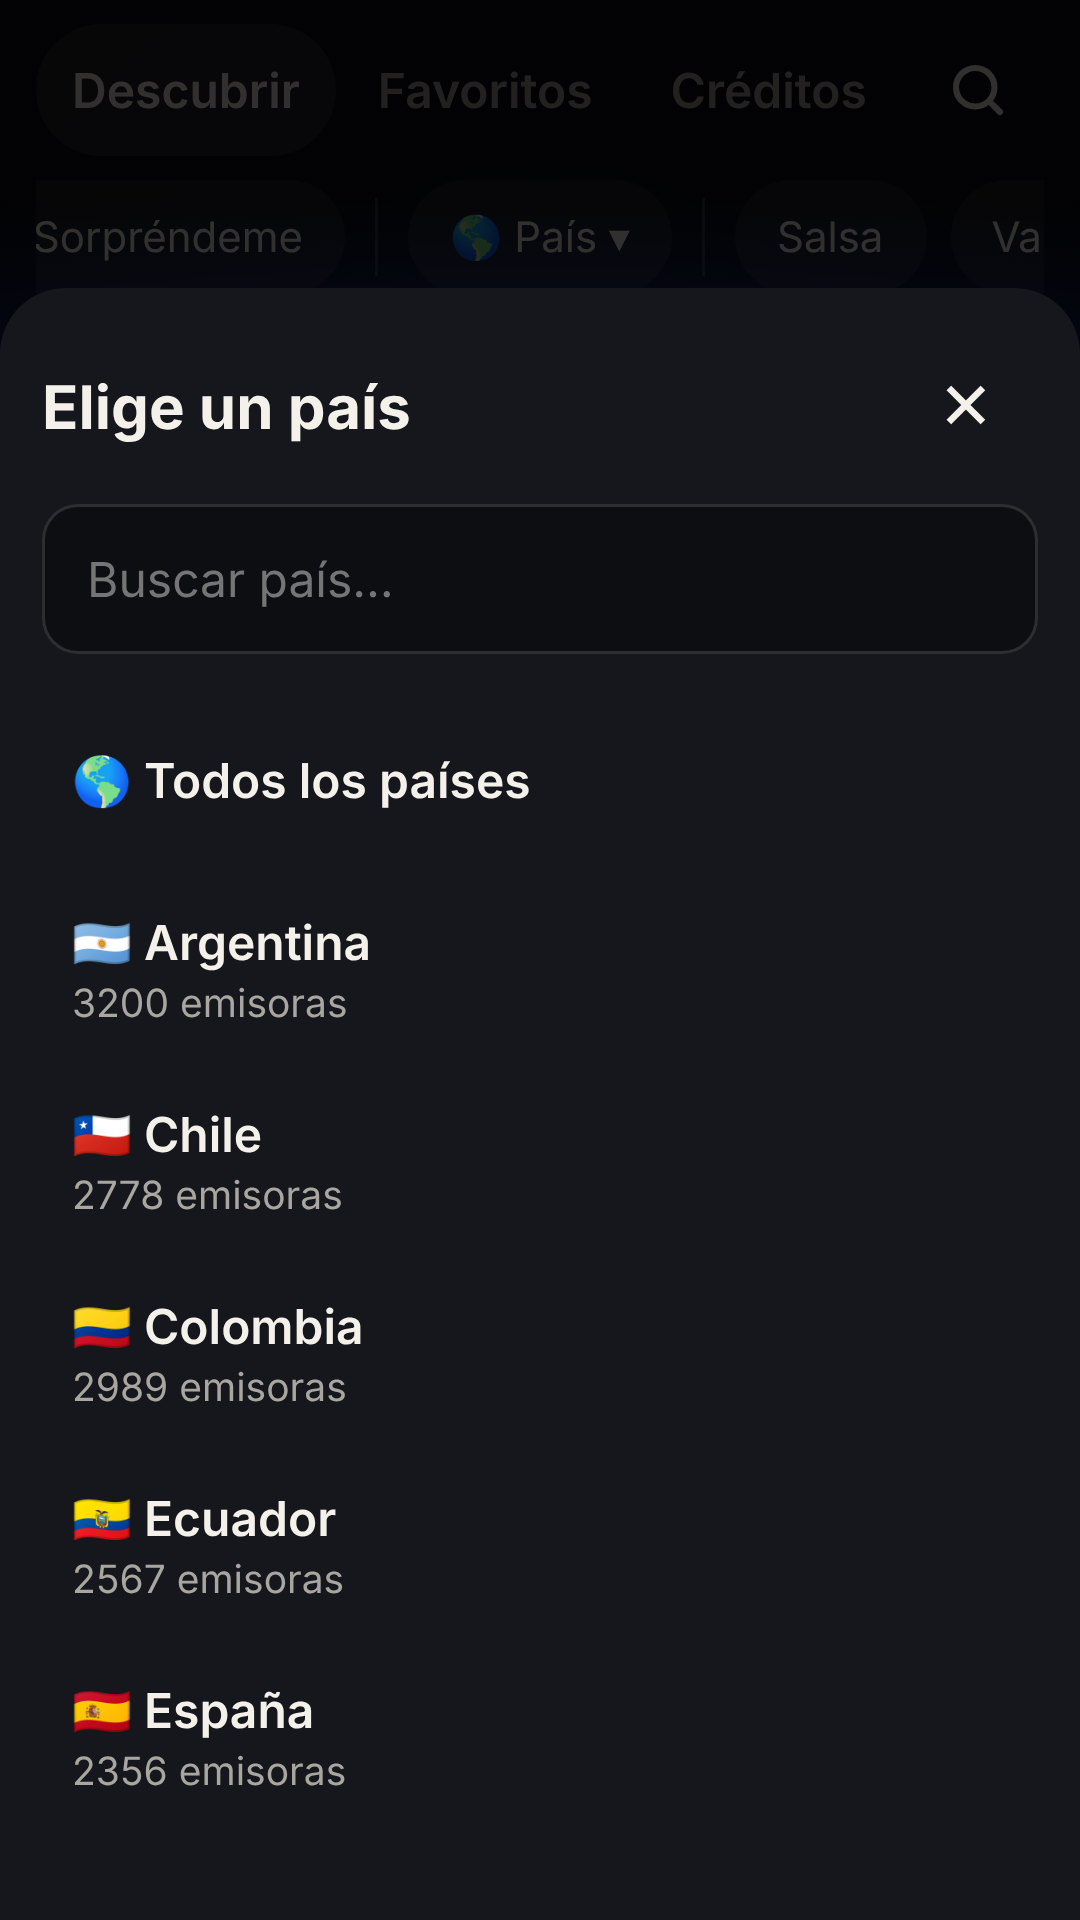 Descubrir Favoritos Créditos
Sorpréndeme País ▾ Salsa Va
Elige un país ✕
Buscar país...
Todos los países
Argentina
3200 emisoras
Chile
2778 emisoras
Colombia
2989 emisoras
Ecuador
2567 emisoras
España
2356 emisoras